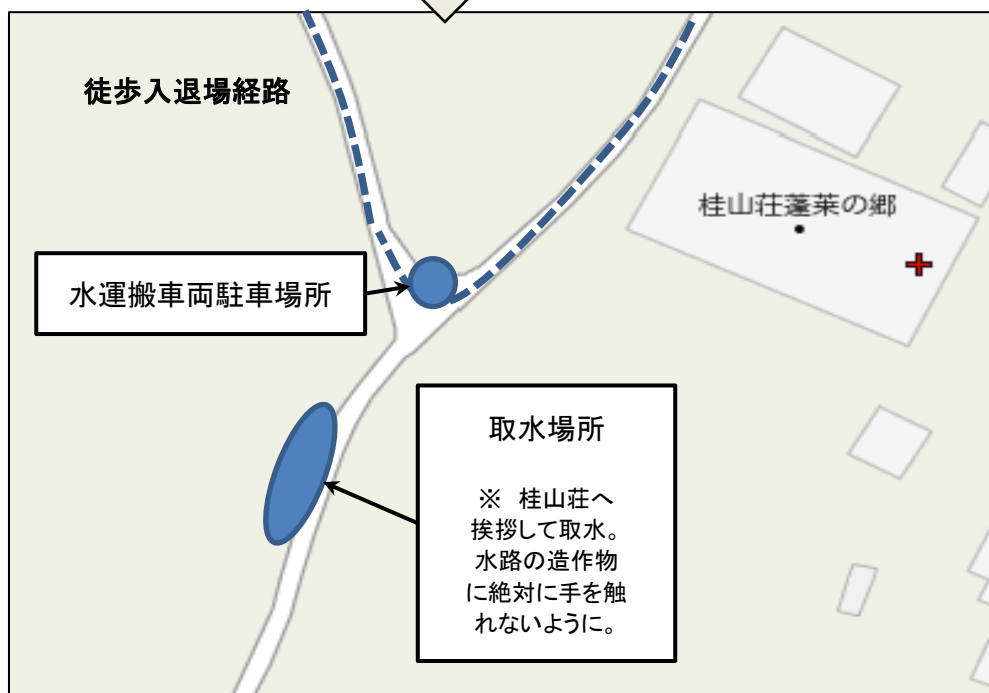 徒歩入退場経路
桂山荘蓬莱の郷
水運搬車両駐車場所
取水場所
※ 桂山荘へ
挨拶して取水。
水路の造作物
に絶対に手を触
れないように。